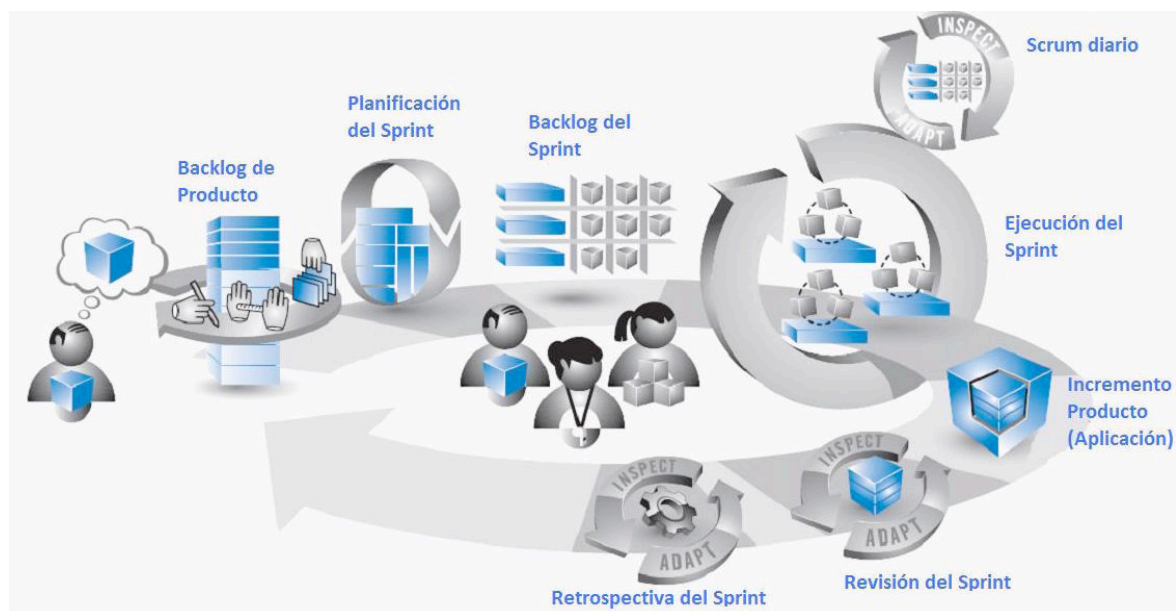 INSPECT
ADAPT
Scrum diario
Planificación
del Sprint
Backlog del
Sprint
Backlog de
Producto
Ejecución del
Sprint
Incremento
Producto
(Aplicación)
INSPECT
ADAPT
INSPECT
ADAPT
Revisión del Sprint
Retrospectiva del Sprint